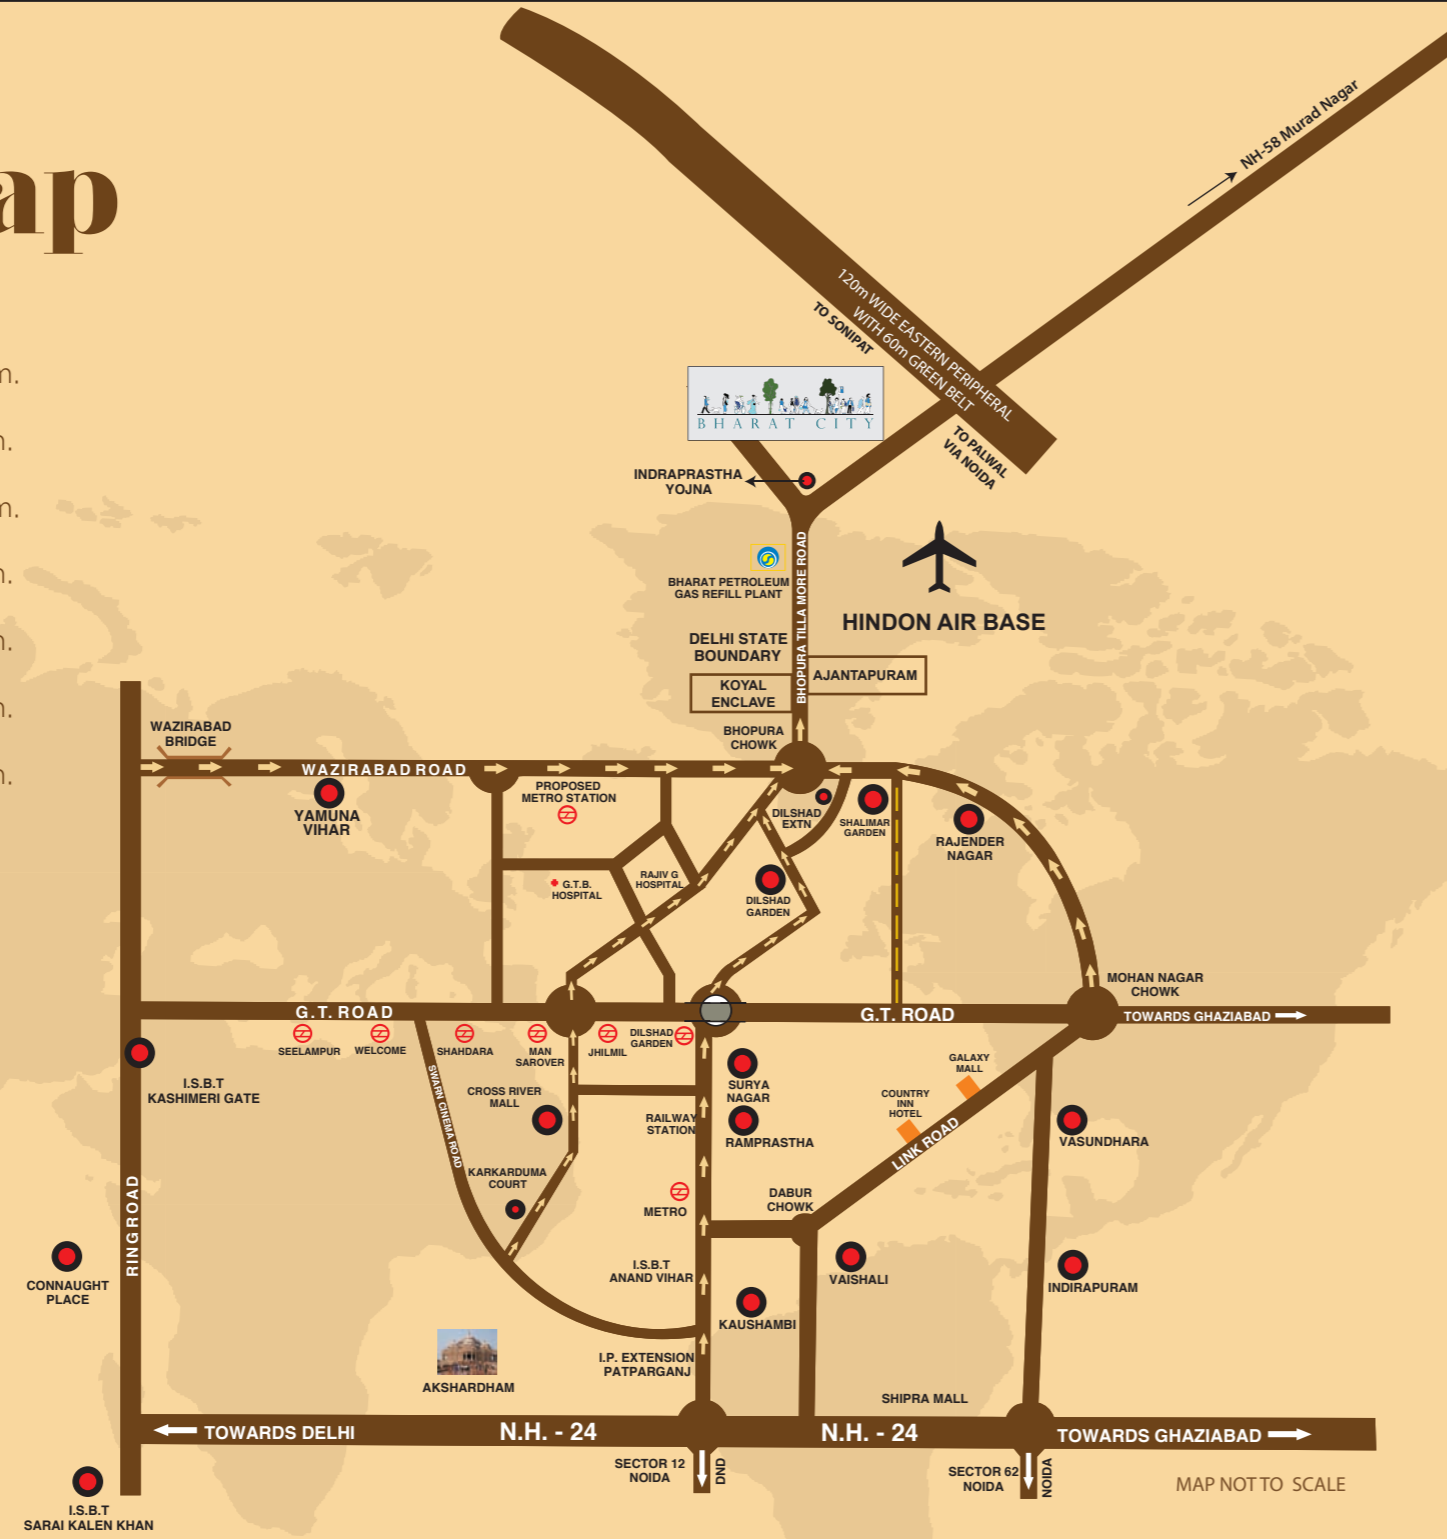 ap
m.
m.
m.
m.
m.
m.
m.
NH-58 Murad Nagar
120m WIDE EASTERN PERIPHERAL
WITH 60m GREEN BELT
TO SONIPAT
TO PALWAL
VIA NOIDA
BHARAT CITY
INDRAPRASTHA
YOJNA
BHARAT PETROLEUM
GAS REFILL PLANT
BHOPURA TILLA MORE ROAD
HINDON AIR BASE
DELHI STATE
BOUNDARY
KOYAL
ENCLAVE
AJANTAPURAM
BHOPURA
CHOWK
WAZIRABAD
BRIDGE
WAZIRABAD ROAD
YAMUNA
VIHAR
PROPOSED
METRO STATION
DILSHAD
EXTN
SHALIMAR
GARDEN
RAJENDER
NAGAR
G.T.B.
HOSPITAL
RAJIV G
HOSPITAL
DILSHAD
GARDEN
MOHAN NAGAR
CHOWK
G.T. ROAD
G.T. ROAD
TOWARDS GHAZIABAD
SEELAMPUR
WELCOME
SHAHDARA
MAN
SAROVER
JHILMIL
DILSHAD
GARDEN
I.S.B.T
KASHIMERI GATE
SWARN CINEMA ROAD
CROSS RIVER
MALL
SURYA
NAGAR
RAILWAY
STATION
RAMPRASTHA
GALAXY
MALL
COUNTRY
INN
HOTEL
LINK ROAD
VASUNDHARA
KARKARDUMA
COURT
METRO
DABUR
CHOWK
RING ROAD
CONNAUGHT
PLACE
I.S.B.T
ANAND VIHAR
VAISHALI
INDIRAPURAM
KAUSHAMBI
I.P. EXTENSION
PATPARGANJ
AKSHARDHAM
SHIPRA MALL
TOWARDS DELHI
N.H. - 24
N.H. - 24
TOWARDS GHAZIABAD
SECTOR 12
NOIDA
DND
SECTOR 62
NOIDA
NOIDA
MAP NOT TO SCALE
I.S.B.T
SARAI KALEN KHAN